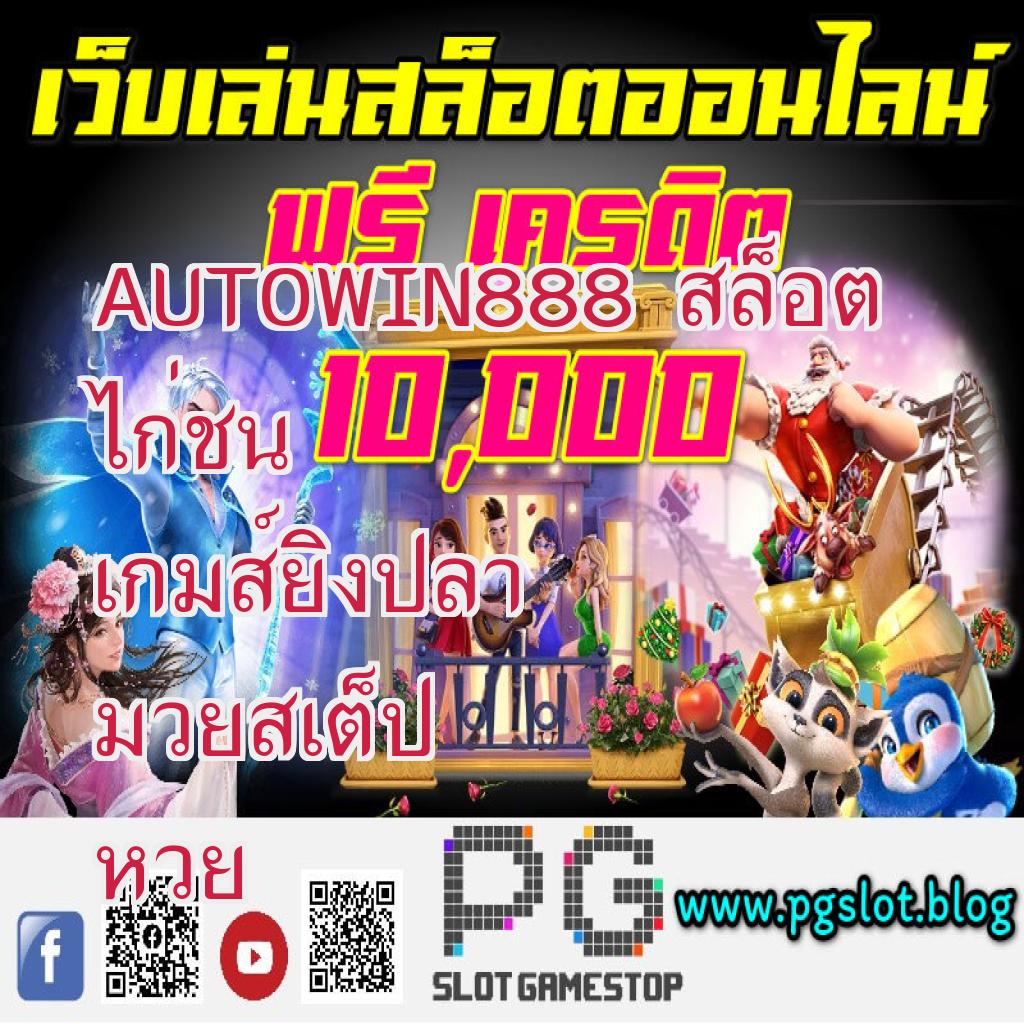 เว็บเล่นสล็อตออนไลน์
ฟรี เครดิต
AUTOWIN888 สล็อต
10,000
ไก่ชน
เกมส์ยิงปลา
มวยสเต็ป
หวย
PG
www.pgslot.blog
SLOT GAMESTOP